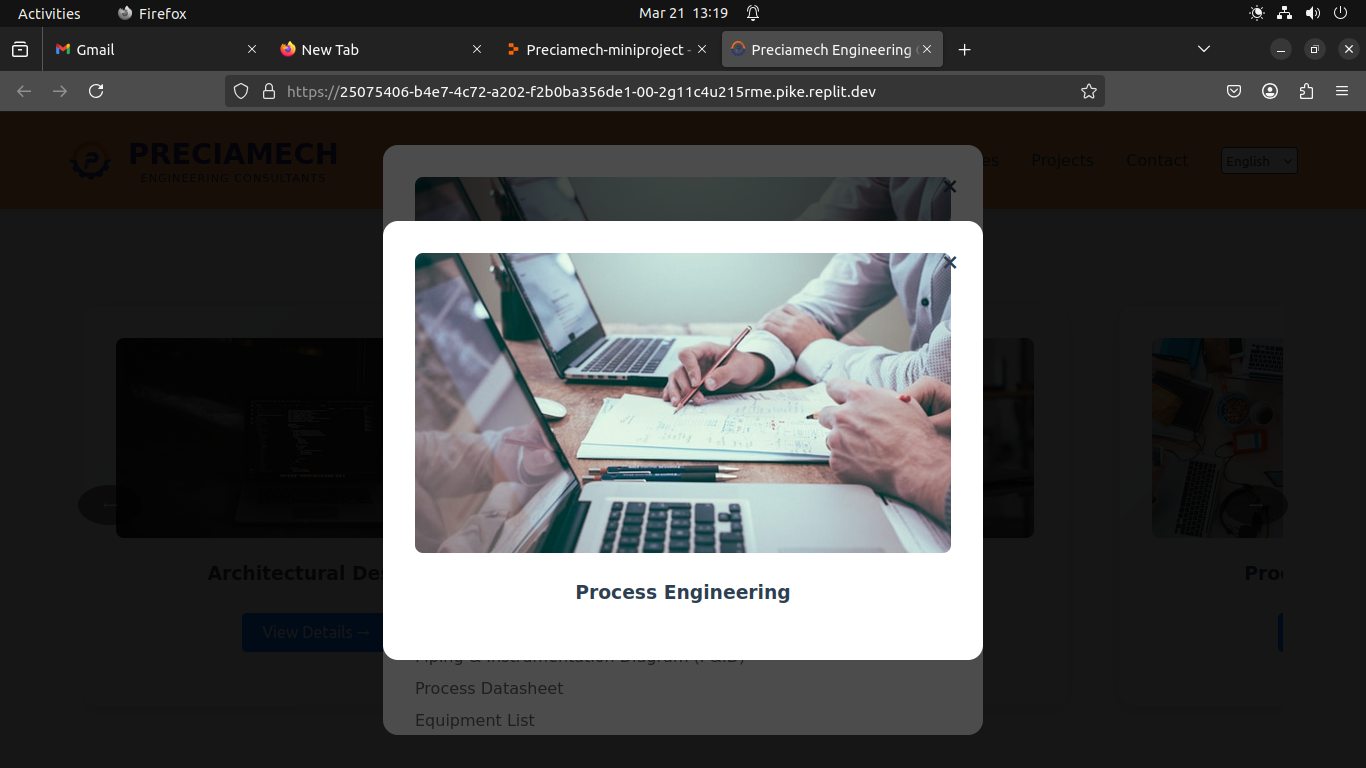 Activities
Firefox
Mar 21 13:19
Gmail
New Tab
Preciamech-miniproject -
Preciamech Engineering
https://25075406-b4e7-4c72-a202-f2b0ba356de1-00-2g11c4u215rme.pike.replit.dev
PRECIAMECH
ENGINEERING CONSULTANTS
es
Projects
Contact
English
×
×
Process Engineering
Architectural De
Pro
View Details →
Piping & Instrumentation Diagram (P&ID)
Process Datasheet
Equipment List